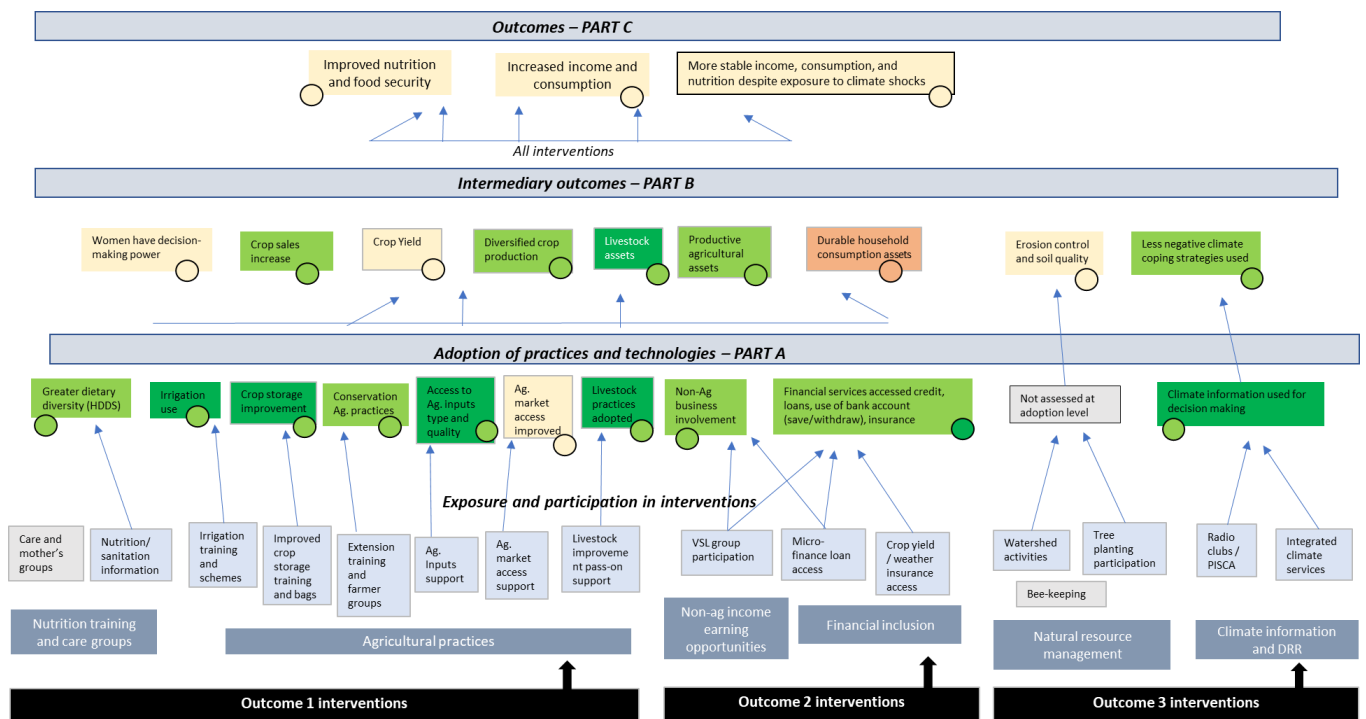 Outcomes – PART C
Improved nutrition
and food security
Increased income and
consumption
More stable income, consumption, and
nutrition despite exposure to climate shocks
All interventions
Intermediary outcomes – PART B
Women have decision-
making power
Crop sales
increase
Crop Yield
Diversified crop
production
Livestock
assets
Productive
agricultural
assets
Durable household
consumption assets
Erosion control
and soil quality
Less negative climate
coping strategies used
Adoption of practices and technologies – PART A
Greater dietary
diversity (HDDS)
Irrigation
use
Crop storage
improvement
Conservation
Ag. practices
Access to
Ag. inputs
type and
quality
Ag.
market
access
improved
Livestock
practices
adopted
Non-Ag
business
involvement
Financial services accessed credit,
loans, use of bank account
(save/withdraw), insurance
Not assessed at
adoption level
Climate information used for
decision making
Exposure and participation in interventions
Care and
mother's
groups
Nutrition/
sanitation
information
Irrigation
training
and
schemes
Improved
crop
storage
training
and bags
Extension
training
and
farmer
groups
Ag.
Inputs
support
Ag.
market
access
support
Livestock
improveme
nt pass-on
support
VSL group
participation
Micro-
finance loan
access
Crop yield
/ weather
insurance
access
Watershed
activities
Tree
planting
participation
Bee-keeping
Radio
clubs /
PISCA
Integrated
climate
services
Nutrition training
and care groups
Agricultural practices
Non-ag income
earning
opportunities
Financial inclusion
Natural resource
management
Climate information
and DRR
Outcome 1 interventions
Outcome 2 interventions
Outcome 3 interventions